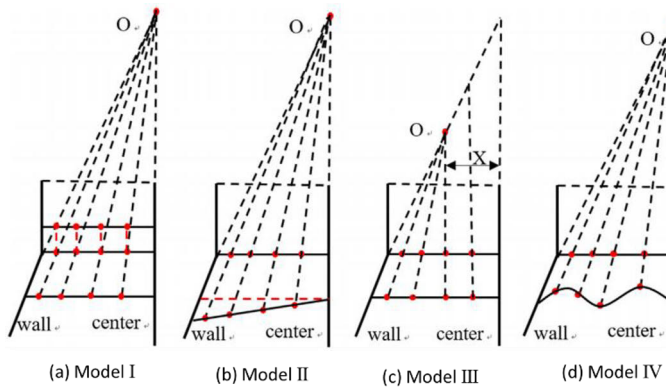 O
O
O
O
X
wall center
wall center
wall center
wall center
(a) Model I
(b) Model II
(c) Model III
(d) Model IV